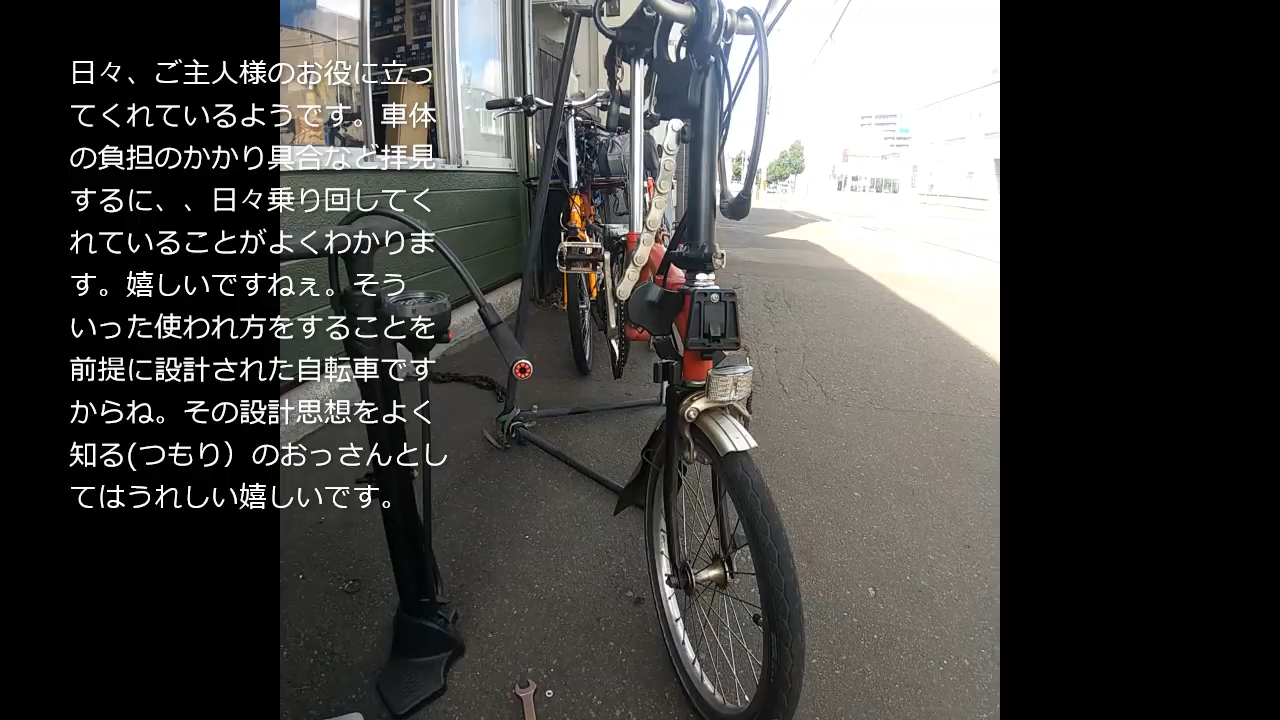 日々、ご主人様のお役に立っ
てくれているようです。車体
の負担のかかり具合など拝見
するに、、日々乗り回してく
れていることがよくわかりま
す。嬉しいですねぇ。そう
いった使われ方をすることを
前提に設計された自転車です
からね。その設計思想をよく
知る(つもり）のおっさんとし
てはうれしい嬉しいです。